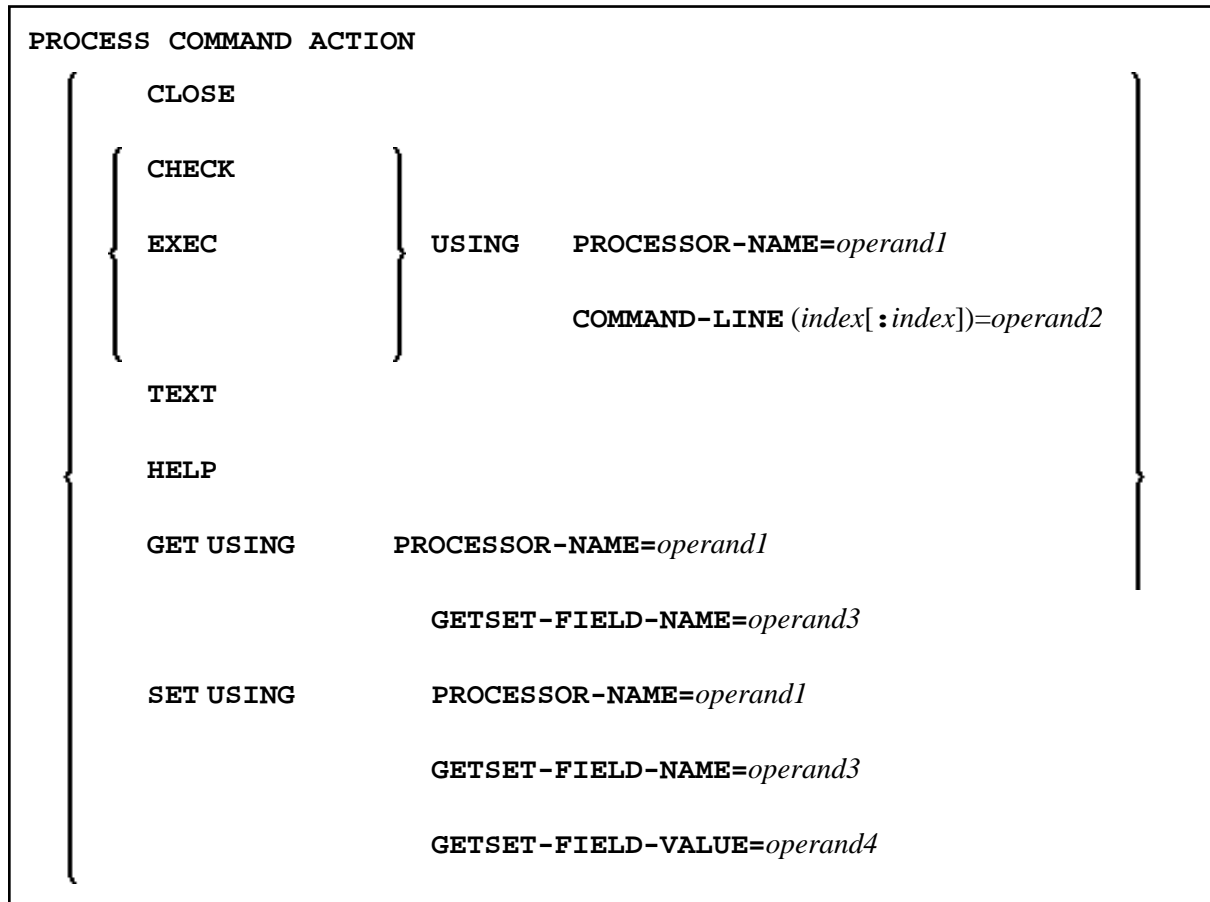 PROCESS COMMAND ACTION
CLOSE
CHECK
EXEC USING PROCESSOR-NAME=operand1
COMMAND-LINE (index[:index])=operand2
TEXT
HELP
GET USING PROCESSOR-NAME=operand1
GETSET-FIELD-NAME=operand3
SET USING PROCESSOR-NAME=operand1
GETSET-FIELD-NAME=operand3
GETSET-FIELD-VALUE=operand4